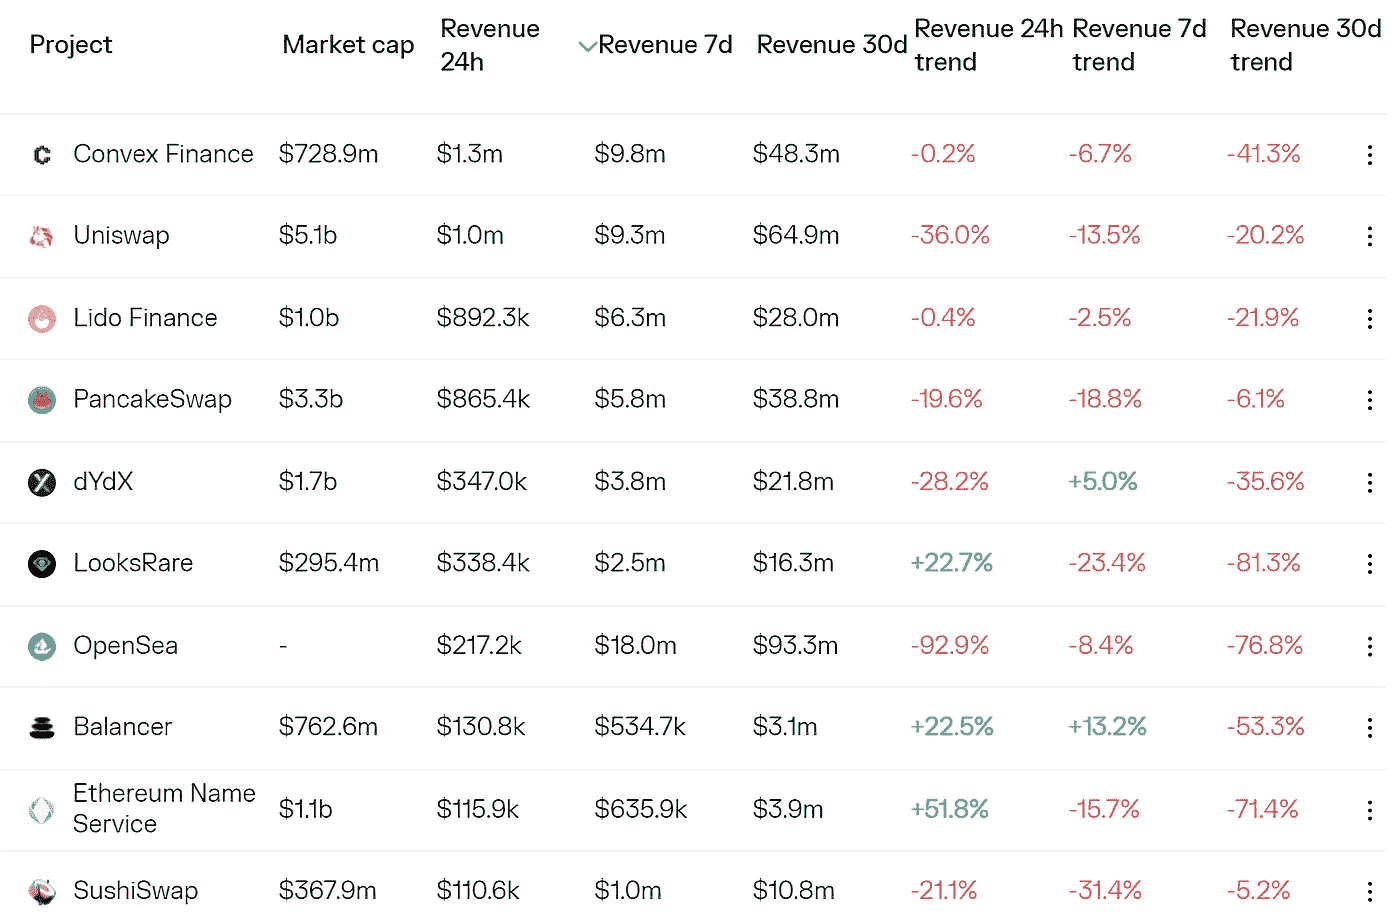 Project Market cap Revenue 24h Revenue 7d Revenue 30d Revenue 24h trend Revenue 7d trend Revenue 30d trend
Convex Finance $728.9m $1.3m $9.8m $48.3m -0.2% -6.7% -41.3%
Uniswap $5.1b $1.0m $9.3m $64.9m -36.0% -13.5% -20.2%
Lido Finance $1.0b $892.3k $6.3m $28.0m -0.4% -2.5% -21.9%
PancakeSwap $3.3b $865.4k $5.8m $38.8m -19.6% -18.8% -6.1%
dYdX $1.7b $347.0k $3.8m $21.8m -28.2% +5.0% -35.6%
LooksRare $295.4m $338.4k $2.5m $16.3m +22.7% -23.4% -81.3%
OpenSea - $217.2k $18.0m $93.3m -92.9% -8.4% -76.8%
Balancer $762.6m $130.8k $534.7k $3.1m +22.5% +13.2% -53.3%
Ethereum Name Service $1.1b $115.9k $635.9k $3.9m +51.8% -15.7% -71.4%
SushiSwap $367.9m $110.6k $1.0m $10.8m -21.1% -31.4% -5.2%